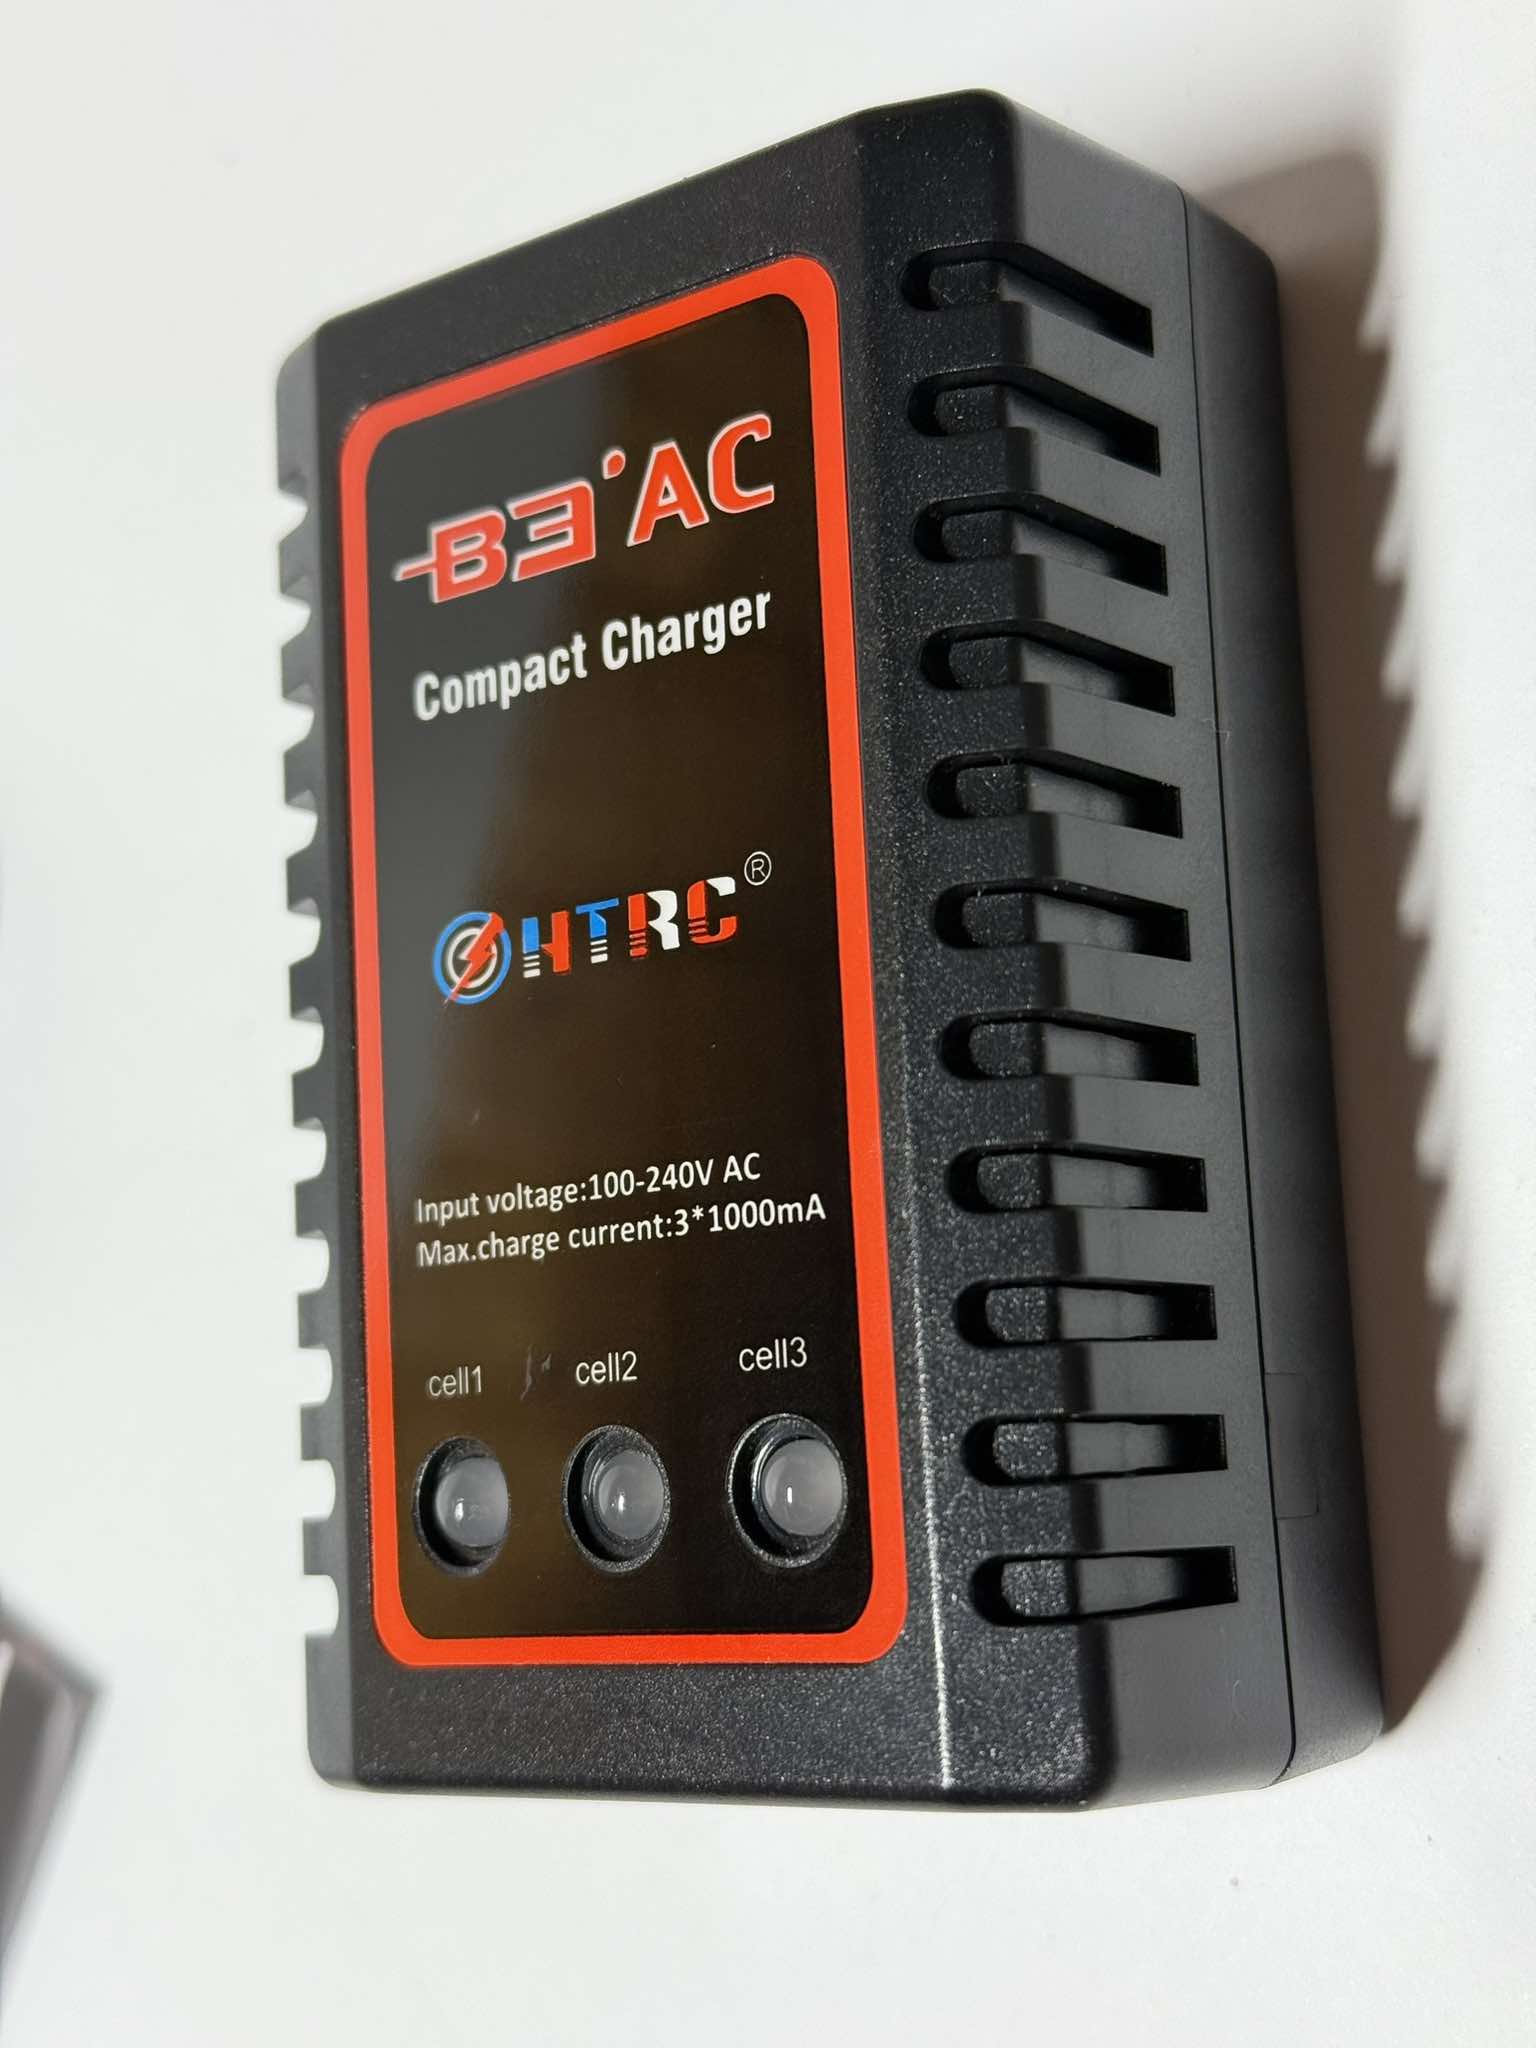 B3 AC
Compact Charger
HTRC®
Input voltage:100-240V AC
Max.charge current:3*1000mA
cell1 cell2 cell3